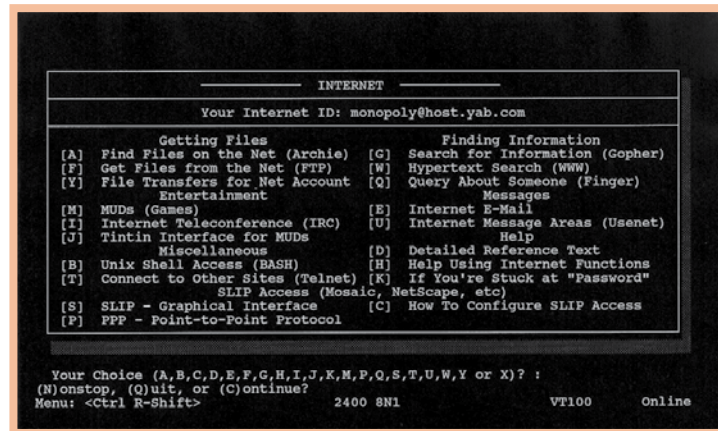 INTERNET
Your Internet ID: monopoly@host.yab.com
Getting Files Finding Information
[A] Find Files on the Net (Archie) [G] Search for Information (Gopher)
[F] Get Files from the Net (FTP) [W] Hypertext Search (WWW)
[Y] File Transfers for Net Account [Q] Query About Someone (Finger)
Entertainment Messages
[M] MUDs (Games) [E] Internet E-Mail
[I] Internet Teleconference (IRC) [U] Internet Message Areas (Usenet)
[J] Tintin Interface for MUDs Help
Miscellaneous [D] Detailed Reference Text
[B] Unix Shell Access (BASH) [H] Help Using Internet Functions
[T] Connect to Other Sites (Telnet) [K] If You're Stuck at "Password"
SLIP Access (Mosaic, NetScape, etc)
[S] SLIP - Graphical Interface [C] How To Configure SLIP Access
[P] PPP - Point-to-Point Protocol
Your Choice (A,B,C,D,E,F,G,H,I,J,K,M,P,Q,S,T,U,W,Y or X)? :
(N)onstop, (Q)uit, or (C)ontinue?
Menu: <Ctrl R-Shift> 2400 8N1 VT100 Online